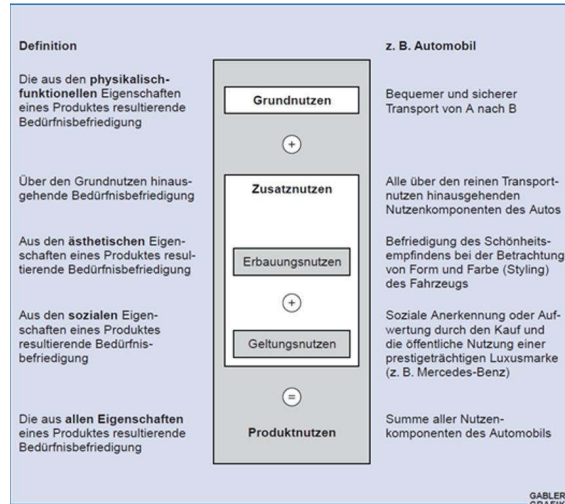 Definition
z. B. Automobil
Die aus den physikalisch-
funktionellen Eigenschaften
eines Produktes resultierende
Bedürfnisbefriedigung
Grundnutzen
Bequemer und sicherer
Transport von A nach B
+
Über den Grundnutzen hinaus-
gehende Bedürfnisbefriedigung
Zusatznutzen
Alle über den reinen Transport-
nutzen hinausgehenden
Nutzenkomponenten des Autos
Aus den ästhetischen Eigen-
schaften eines Produktes resul-
tierende Bedürfnisbefriedigung
Erbauungsnutzen
Befriedigung des Schönheits-
empfindens bei der Betrachtung
von Form und Farbe (Styling)
des Fahrzeugs
+
Aus den sozialen Eigen-
schaften eines Produktes
resultierende Bedürfnis-
befriedigung
Geltungsnutzen
Soziale Anerkennung oder Auf-
wertung durch den Kauf und
die öffentliche Nutzung einer
prestigeträchtigen Luxusmarke
(z. B. Mercedes-Benz)
=
Die aus allen Eigenschaften
eines Produktes resultierende
Bedürfnisbefriedigung
Produktnutzen
Summe aller Nutzen-
komponenten des Automobils
GABLER
GRAFIK